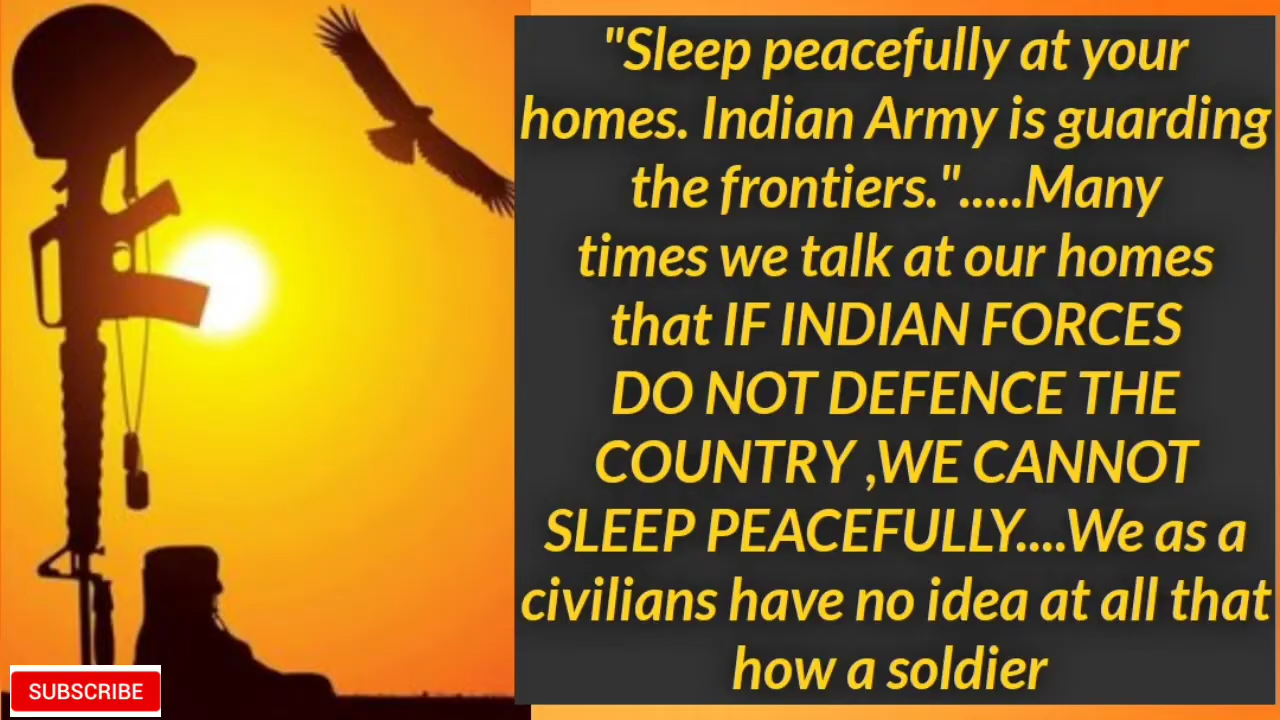 "Sleep peacefully at your
homes. Indian Army is guarding
the frontiers.".....Many
times we talk at our homes
that IF INDIAN FORCES
DO NOT DEFENCE THE
COUNTRY ,WE CANNOT
SLEEP PEACEFULLY....We as a
civilians have no idea at all that
how a soldier
SUBSCRIBE